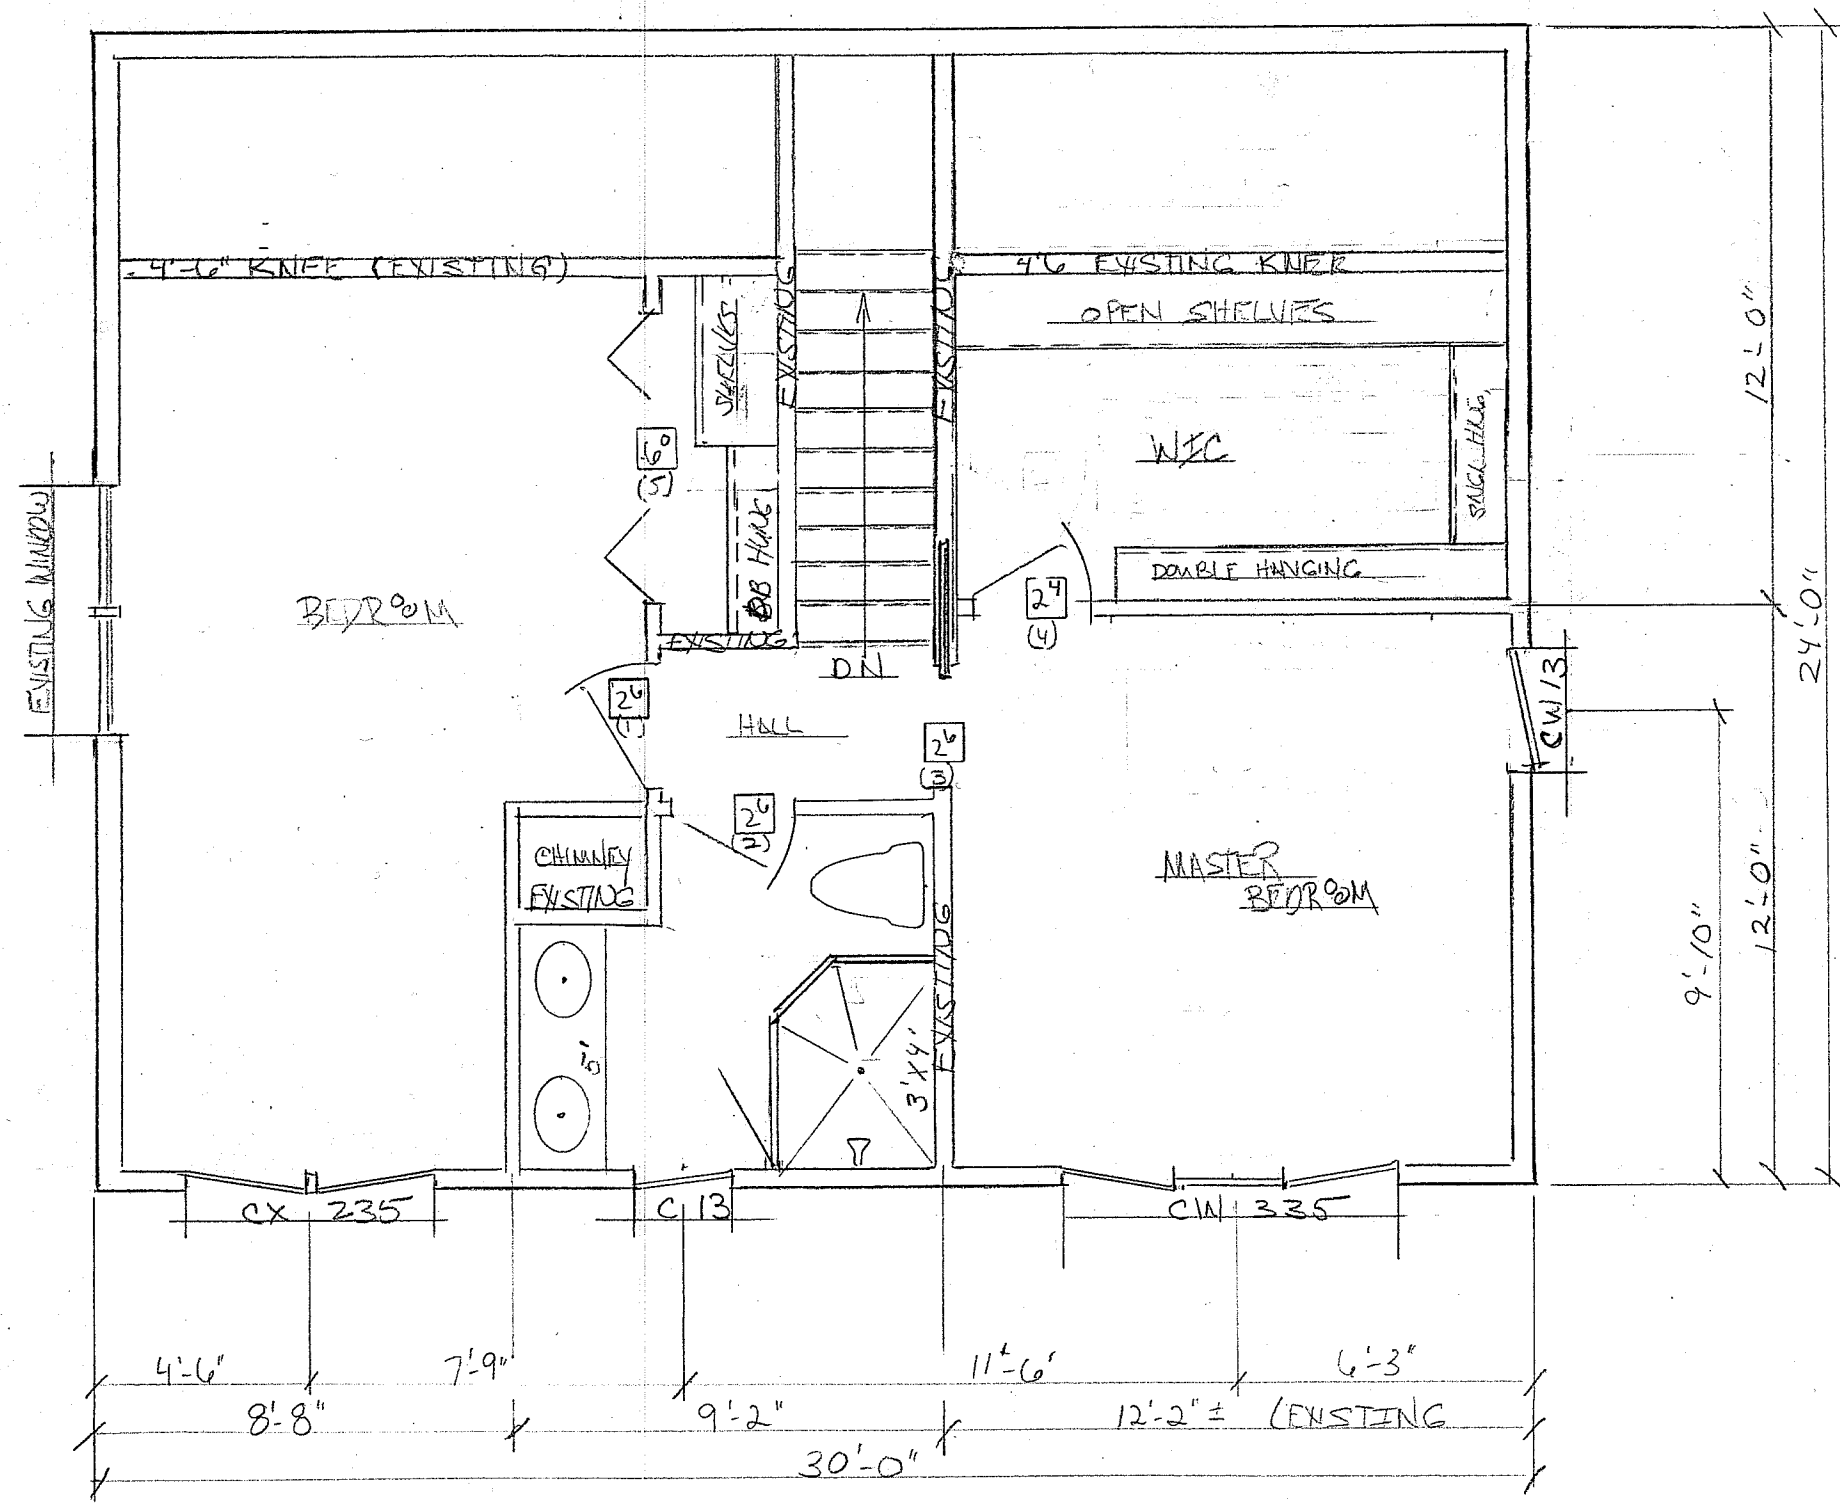 4'-6" KNEE (EXISTING)
4'6 EXISTING KNEE
OPEN SHELVES
SHELVES
EXISTING
EXISTING
12'-0"
6⁰
(5)
WIC
SNGL HNG.
EXISTING WINDOW
DB HUNG
DOUBLE HANGING
2⁴
(4)
BEDROOM
EXISTING
DN
24'-0"
2⁶
(1)
HALL
2⁶
(3)
CW 13
2⁶
(2)
CHIMNEY
EXISTING
MASTER
BEDROOM
EXISTING
12'-0"
9'-10"
5'
3'X4'
CX 235
C 13
CW 335
4'-6"
7'-9"
11'-6'
6'-3"
8'-8"
9'-2"
12'-2" ± (EXISTING
30'-0"